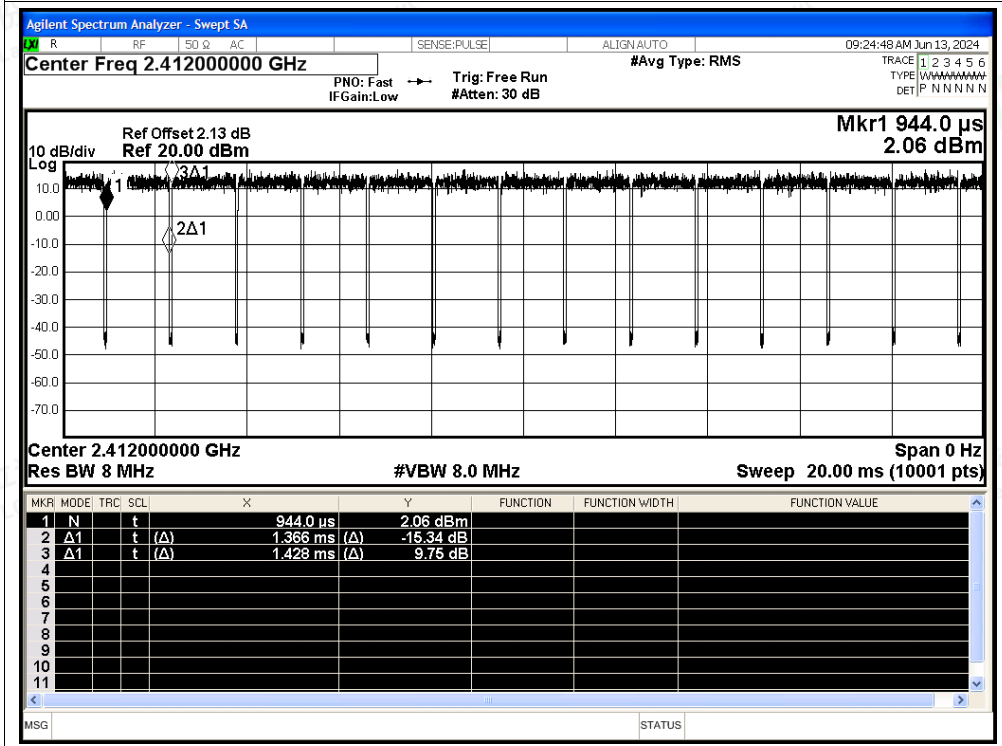 Agilent Spectrum Analyzer - Swept SA
LXI R RF 50 Ω AC SENSE:PULSE ALIGN AUTO 09:24:48 AM Jun 13, 2024
Center Freq 2.412000000 GHz #Avg Type: RMS TRACE 1 2 3 4 5 6
PNO: Fast Trig: Free Run TYPE W
IFGain:Low #Atten: 30 dB DET P N N N N N
Mkr1 944.0 µs
Ref Offset 2.13 dB
10 dB/div Ref 20.00 dBm 2.06 dBm
Log
3Δ1
1
10.0
0.00
2Δ1
-10.0
-20.0
-30.0
-40.0
-50.0
-60.0
-70.0
Center 2.412000000 GHz Span 0 Hz
Res BW 8 MHz #VBW 8.0 MHz Sweep 20.00 ms (10001 pts)
MKR MODE TRC SCL X Y FUNCTION FUNCTION WIDTH FUNCTION VALUE
1 N t 944.0 µs 2.06 dBm
2 Δ1 t (Δ) 1.366 ms (Δ) -15.34 dB
3 Δ1 t (Δ) 1.428 ms (Δ) 9.75 dB
4
5
6
7
8
9
10
11
MSG STATUS